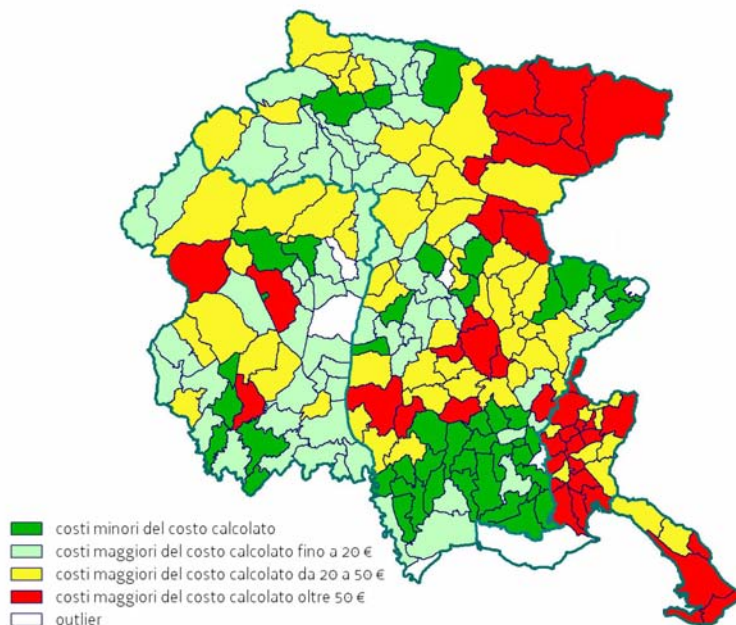 costi minori del costo calcolato
costi maggiori del costo calcolato fino a 20 €
costi maggiori del costo calcolato da 20 a 50 €
costi maggiori del costo calcolato oltre 50 €
outlier